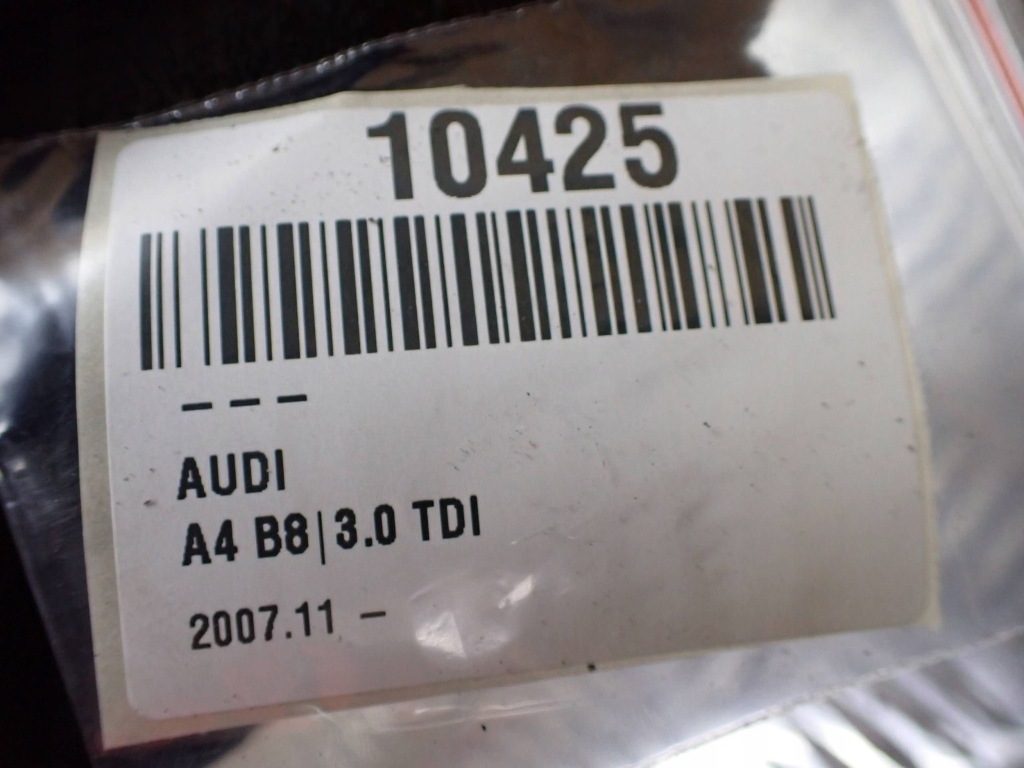 10425
– – –
AUDI
A4 B8|3.0 TDI
2007.11 –